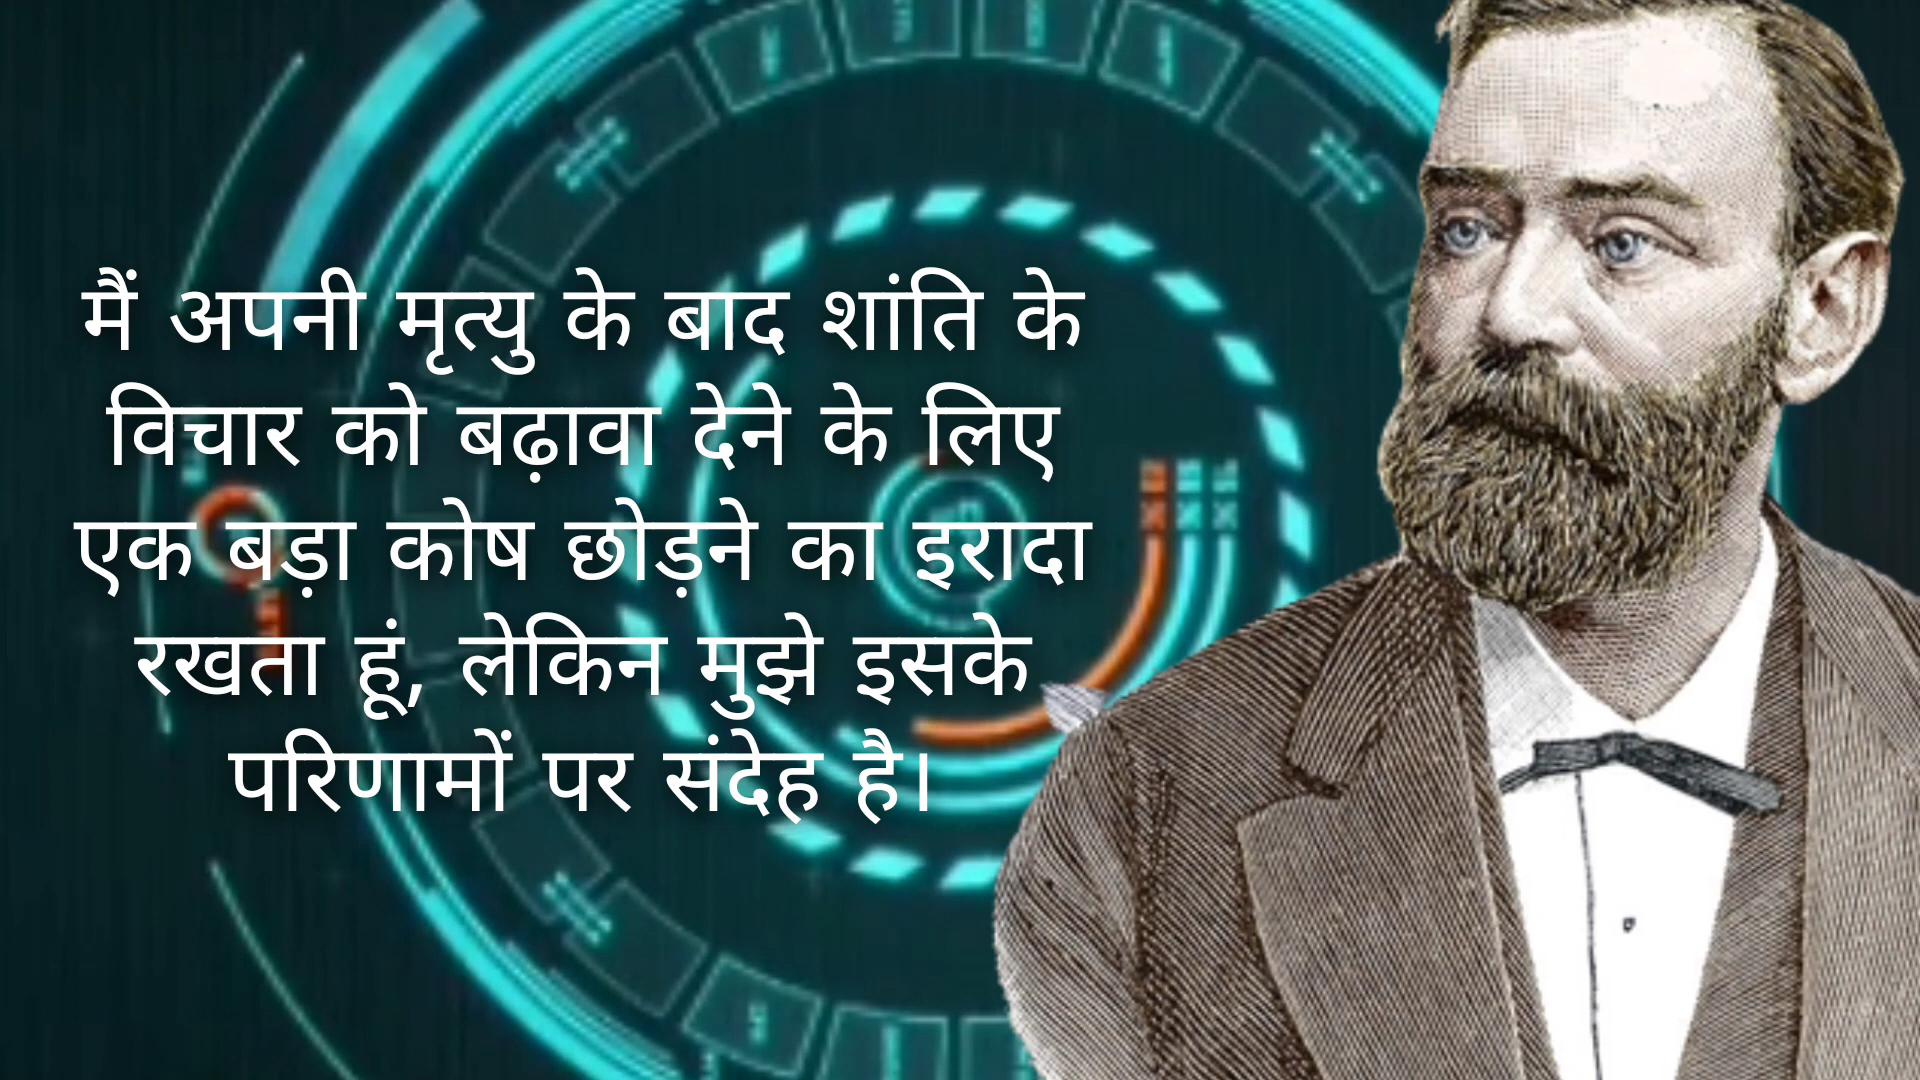 मैं अपनी मृत्यु के बाद शांति के
विचार को बढ़ावा देने के लिए
एक बड़ा कोष छोड़ने का इरादा
रखता हूं, लेकिन मुझे इसके
परिणामों पर संदेह है।